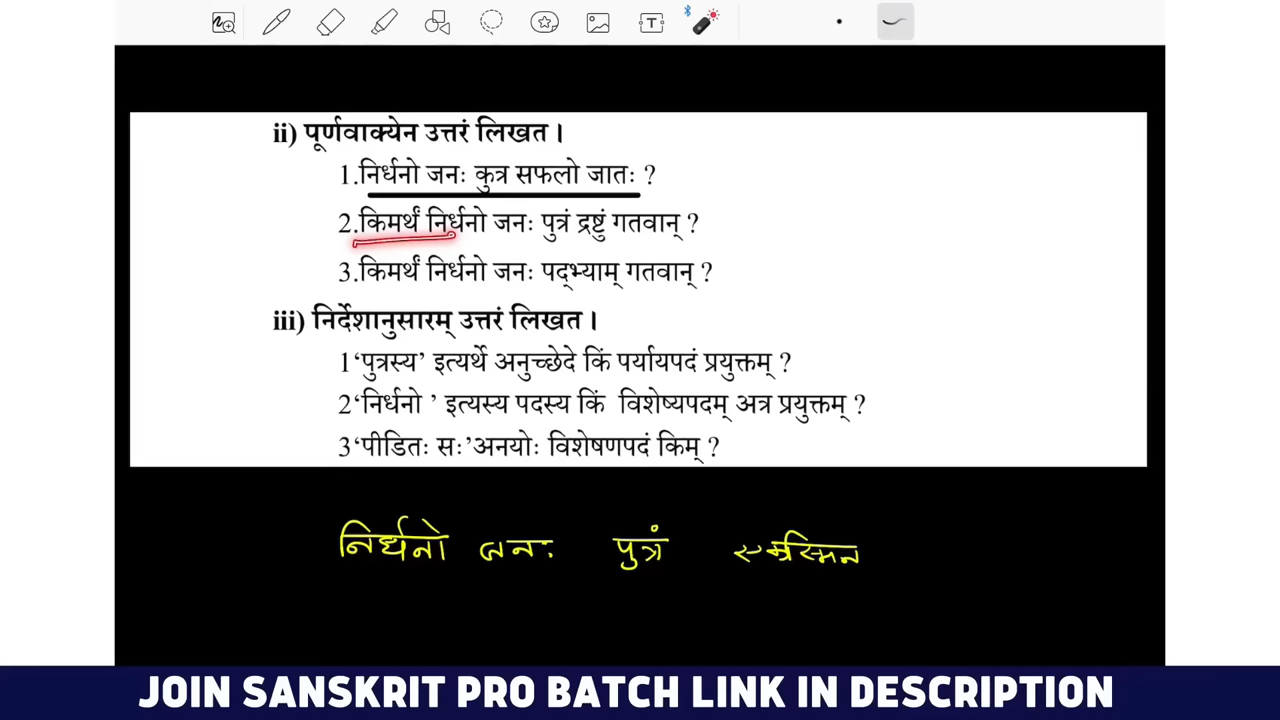 ii) पूर्णवाक्येन उत्तरं लिखत ।
1.निर्धनो जनः कुत्र सफलो जातः ?
2.किमर्थं निर्धनो जनः पुत्रं द्रष्टुं गतवान् ?
3.किमर्थं निर्धनो जनः पद्भ्याम् गतवान् ?
iii) निर्देशानुसारम् उत्तरं लिखत ।
1‘पुत्रस्य’ इत्यर्थे अनुच्छेदे किं पर्यायपदं प्रयुक्तम् ?
2‘निर्धनो ’ इत्यस्य पदस्य किं विशेष्यपदम् अत्र प्रयुक्तम् ?
3‘पीडितः सः’अनयोः विशेषणपदं किम् ?
निर्धनो जनः पुत्रं
JOIN SANSKRIT PRO BATCH LINK IN DESCRIPTION